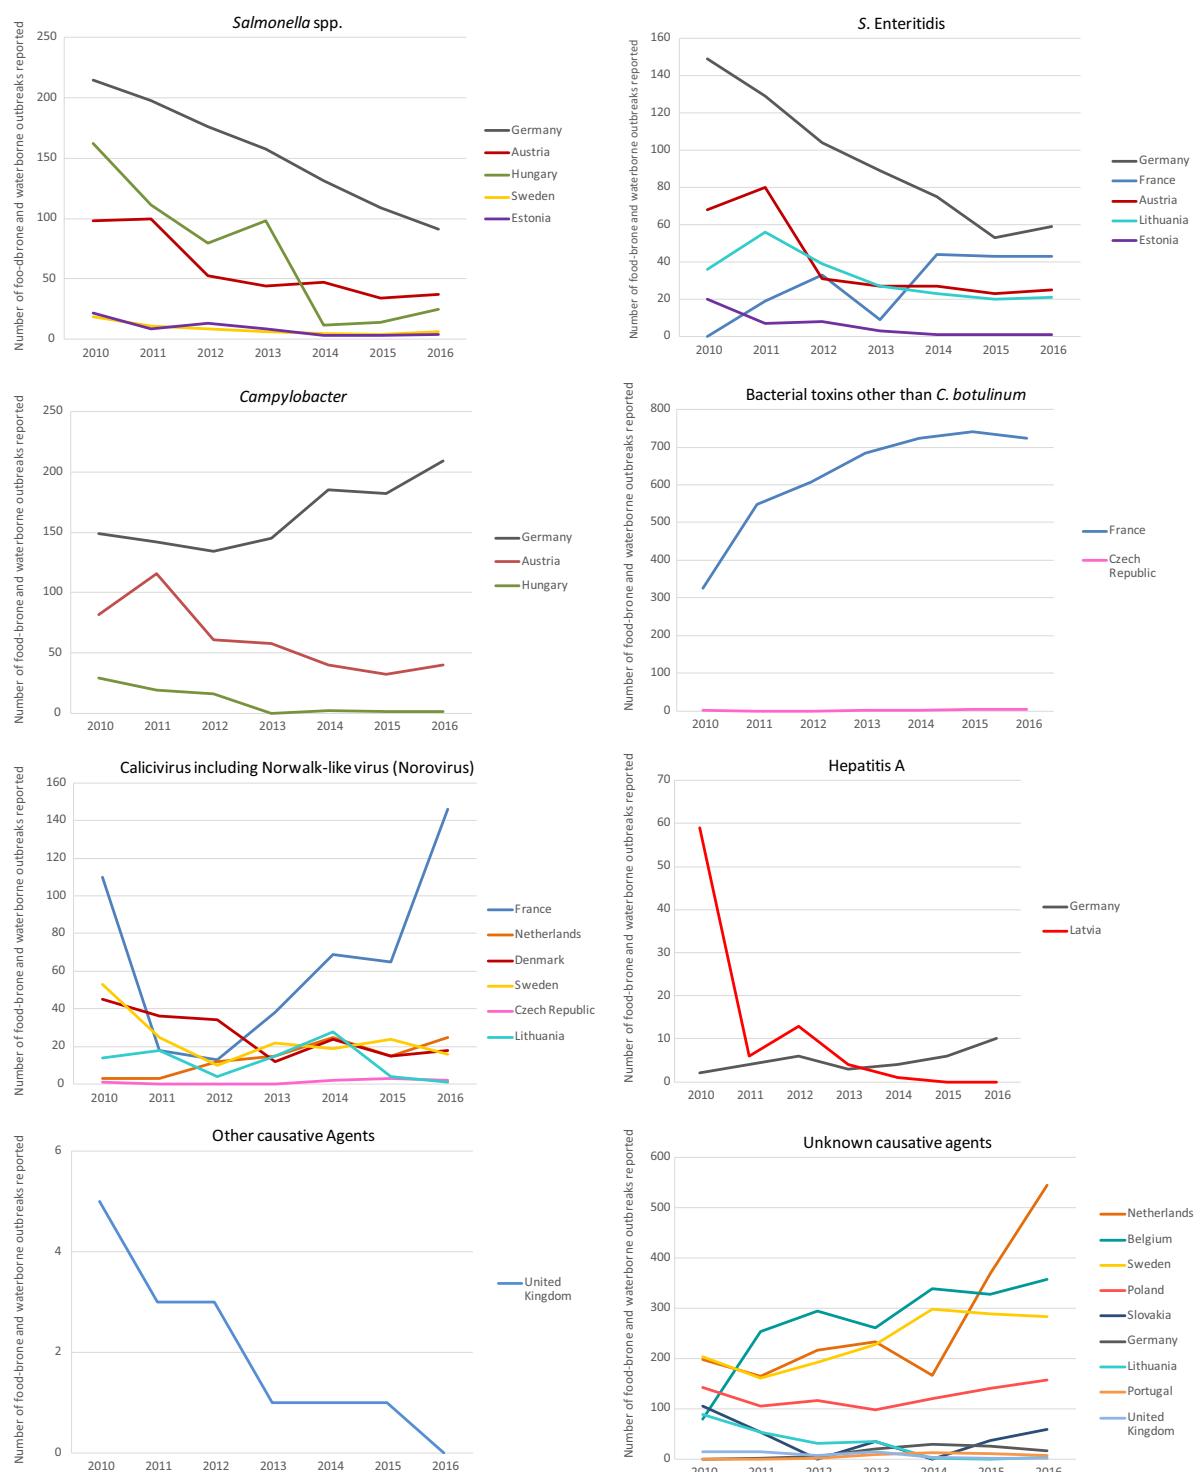 Salmonella spp.
Number of foo-dbrone and waterborne outbreaks reported
250
200
150
100
50
0
2010 2011 2012 2013 2014 2015 2016
Germany
Austria
Hungary
Sweden
Estonia
S. Enteritidis
Number of food-brone and waterborne outbreaks reported
160
140
120
100
80
60
40
20
0
2010 2011 2012 2013 2014 2015 2016
Germany
France
Austria
Lithuania
Estonia
Campylobacter
Number of food-brone and waterborne outbreaks reported
250
200
150
100
50
0
2010 2011 2012 2013 2014 2015 2016
Germany
Austria
Hungary
Bacterial toxins other than C. botulinum
Number of food-brone and waterborne outbreaks reported
800
700
600
500
400
300
200
100
0
2010 2011 2012 2013 2014 2015 2016
France
Czech
Republic
Calicivirus including Norwalk-like virus (Norovirus)
Number of food-brone and waterborne outbreaks reported
160
140
120
100
80
60
40
20
0
2010 2011 2012 2013 2014 2015 2016
France
Netherlands
Denmark
Sweden
Czech Republic
Lithuania
Hepatitis A
Number of food-brone and waterborne outbreaks reported
70
60
50
40
30
20
10
0
2010 2011 2012 2013 2014 2015 2016
Germany
Latvia
Other causative Agents
Number of food-brone and waterborne outbreaks reported
6
4
2
0
2010 2011 2012 2013 2014 2015 2016
United
Kingdom
Unknown causative agents
Number of food-brone and waterborne outbreaks reported
600
500
400
300
200
100
0
2010 2011 2012 2013 2014 2015 2016
Netherlands
Belgium
Sweden
Poland
Slovakia
Germany
Lithuania
Portugal
United
Kingdom